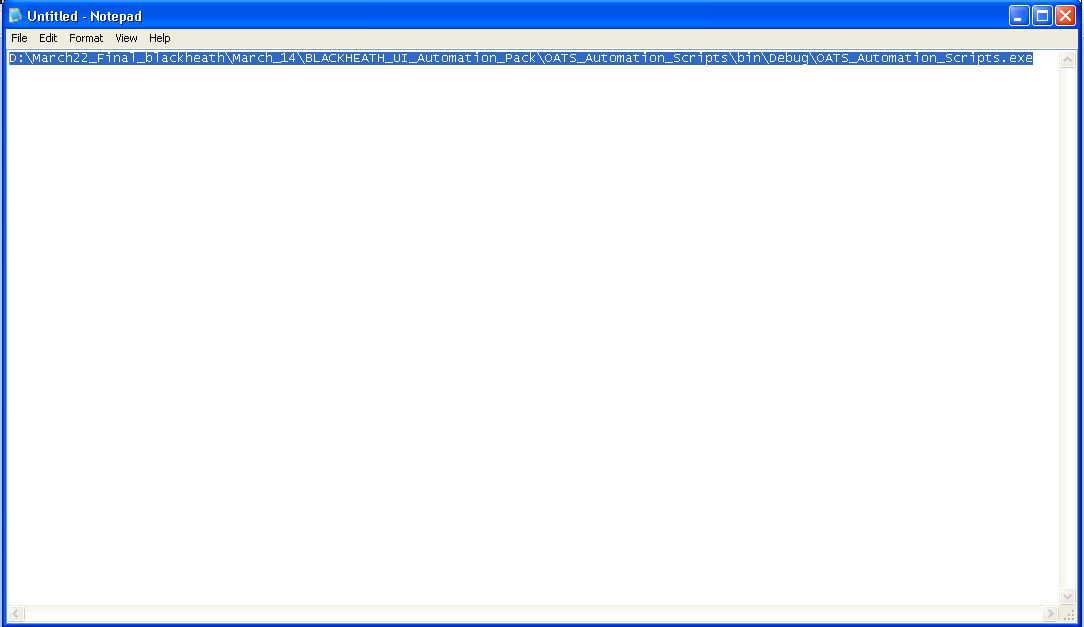 Untitled - Notepad
File Edit Format View Help
D:\March22_Final_blackheath\March_14\BLACKHEATH_UI_Automation_Pack\OATS_Automation_Scripts\bin\Debug\OATS_Automation_Scripts.exe